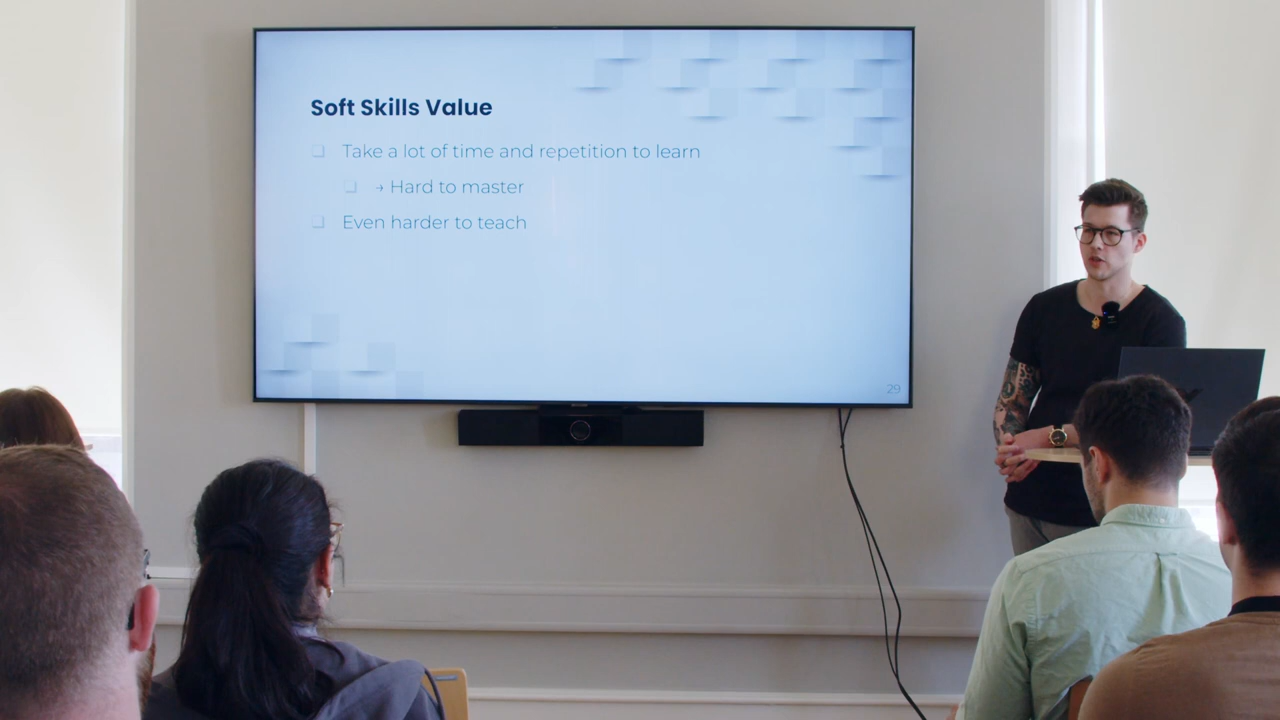 Soft Skills Value
❑ Take a lot of time and repetition to learn
❑ → Hard to master
❑ Even harder to teach
29